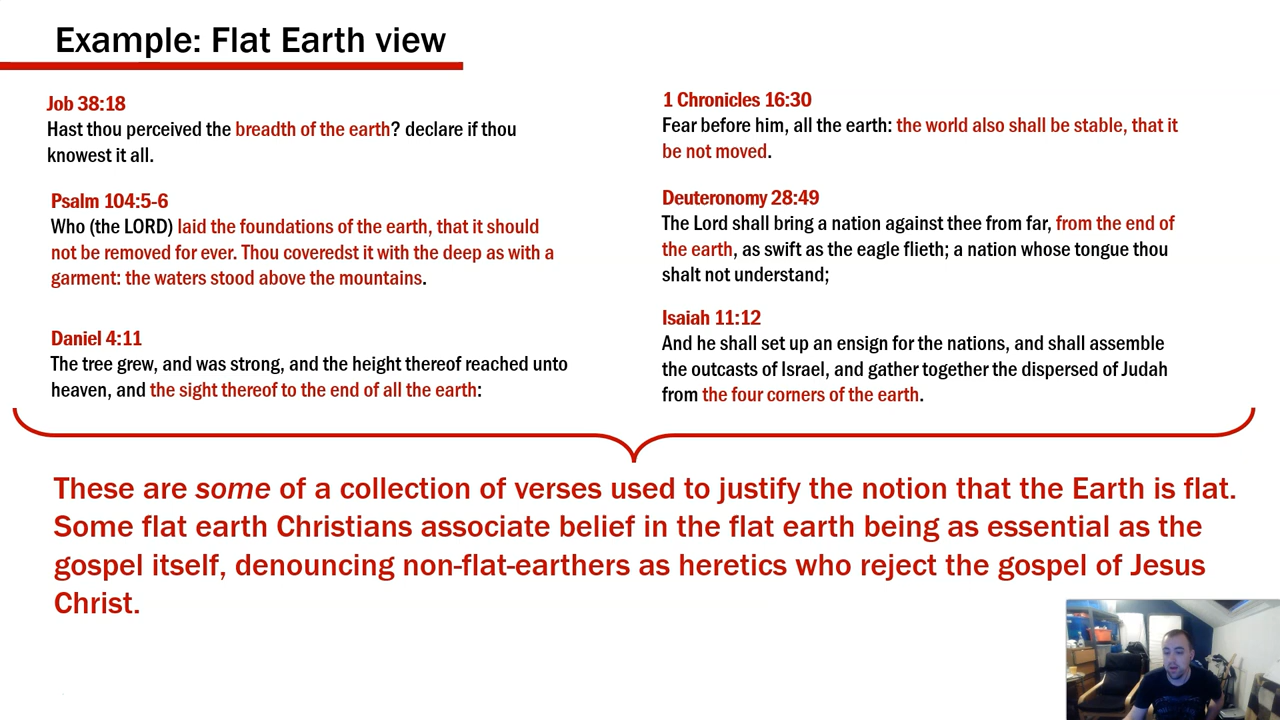 Example: Flat Earth view
Job 38:18
Hast thou perceived the breadth of the earth? declare if thou
knowest it all.
Psalm 104:5-6
Who (the LORD) laid the foundations of the earth, that it should
not be removed for ever. Thou coveredst it with the deep as with a
garment: the waters stood above the mountains.
Daniel 4:11
The tree grew, and was strong, and the height thereof reached unto
heaven, and the sight thereof to the end of all the earth:
1 Chronicles 16:30
Fear before him, all the earth: the world also shall be stable, that it
be not moved.
Deuteronomy 28:49
The Lord shall bring a nation against thee from far, from the end of
the earth, as swift as the eagle flieth; a nation whose tongue thou
shalt not understand;
Isaiah 11:12
And he shall set up an ensign for the nations, and shall assemble
the outcasts of Israel, and gather together the dispersed of Judah
from the four corners of the earth.
These are some of a collection of verses used to justify the notion that the Earth is flat.
Some flat earth Christians associate belief in the flat earth being as essential as the
gospel itself, denouncing non-flat-earthers as heretics who reject the gospel of Jesus
Christ.